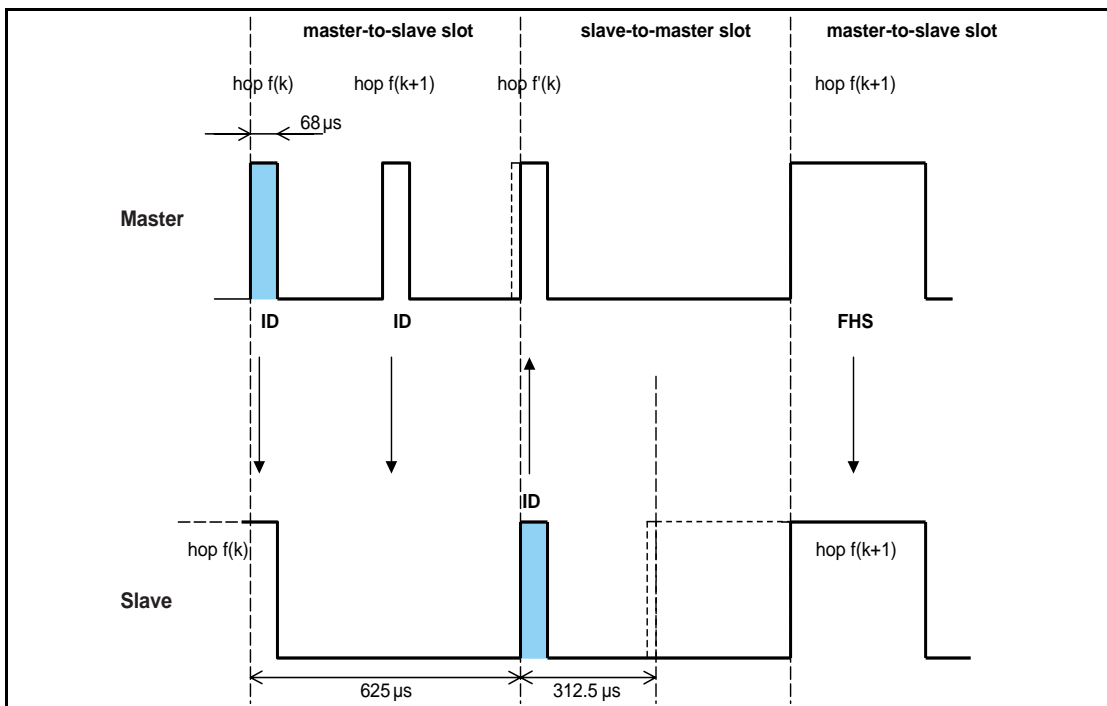 master-to-slave slot slave-to-master slot master-to-slave slot
hop f(k) hop f(k+1) hop f'(k) hop f(k+1)
68 µs
Master
ID ID FHS
ID
hop f(k) hop f(k+1)
Slave
625 µs 312.5 µs